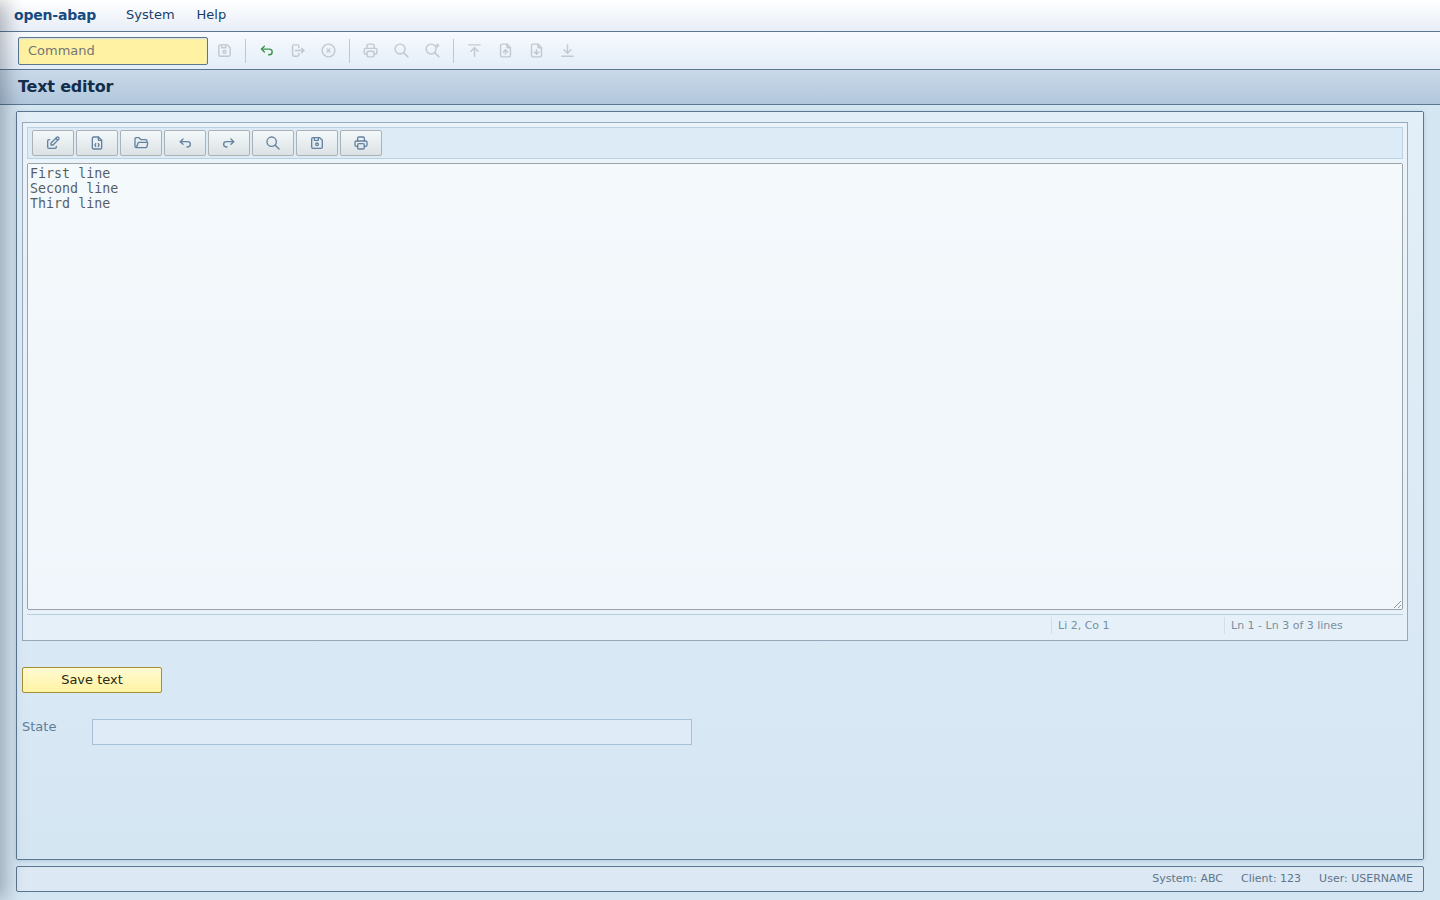 open-abap System Help
Command
Text editor
First line
Second line
Third line
Li 2, Co 1 Ln 1 - Ln 3 of 3 lines
Save text
State
System: ABC Client: 123 User: USERNAME